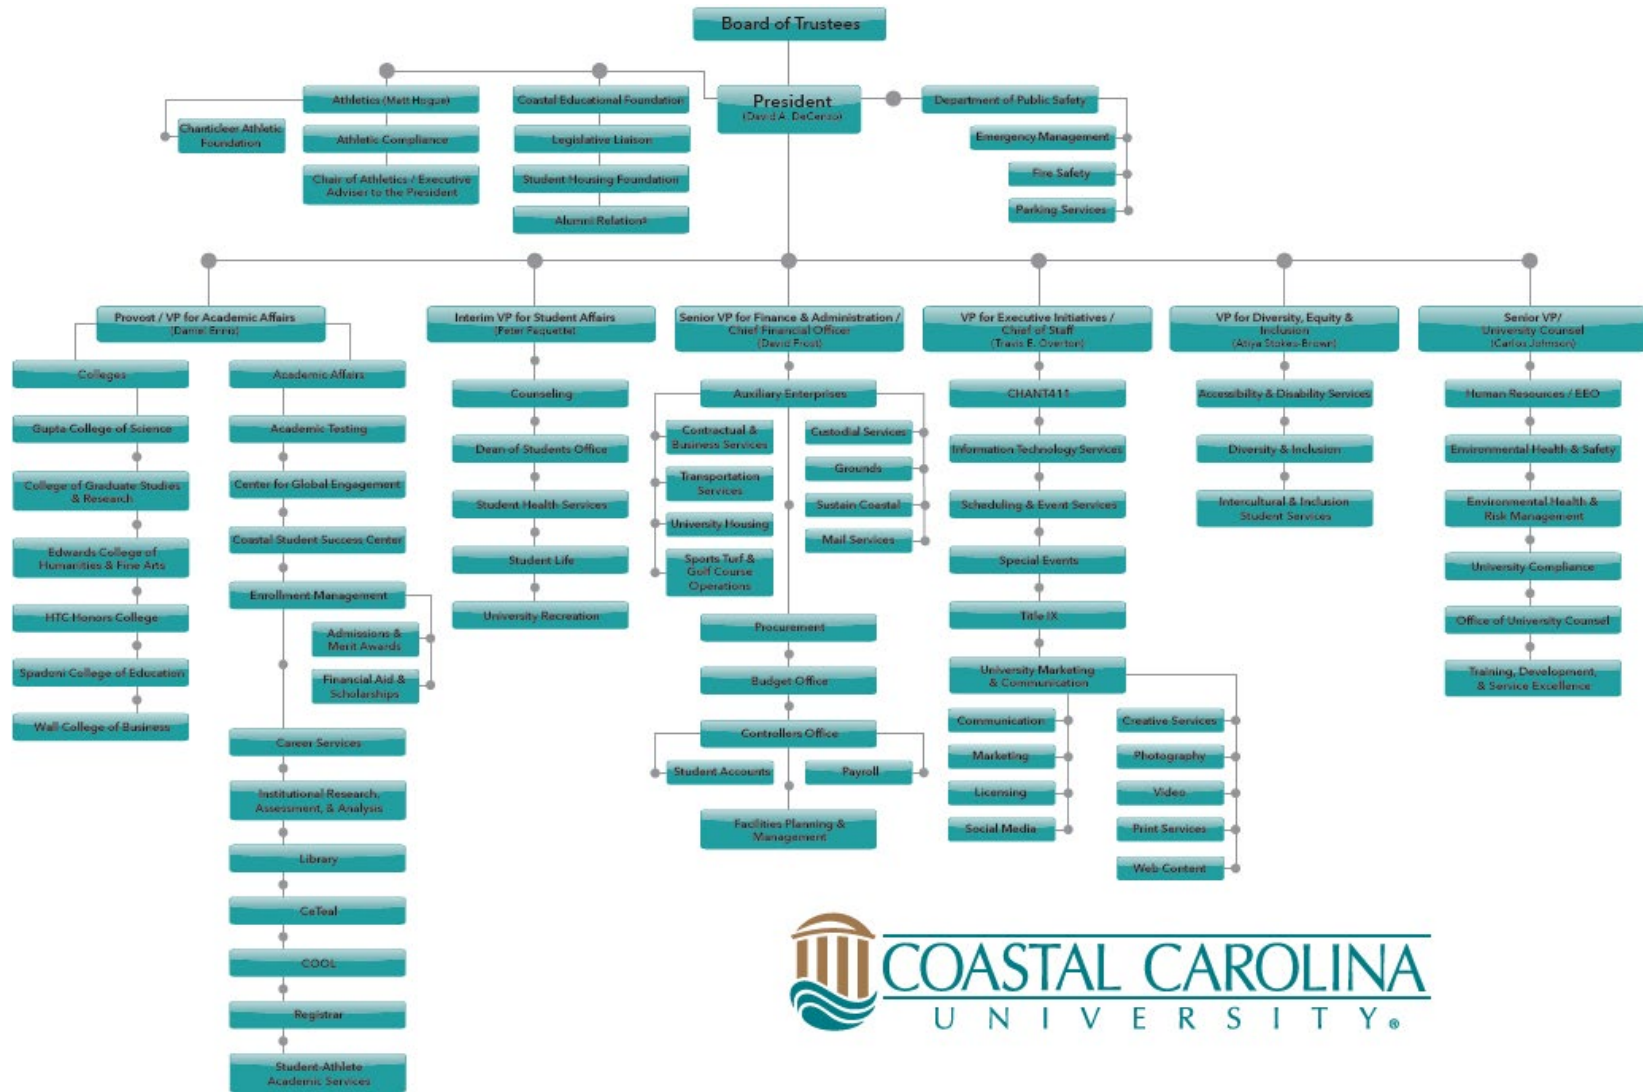 Board of Trustees
President
(David A. DeCenzo)
Athletics (Matt Hogue)
Chanticleer Athletic
Foundation
Athletic Compliance
Chair of Athletics / Executive
Adviser to the President
Coastal Educational Foundation
Legislative Liaison
Student Housing Foundation
Alumni Relations
Department of Public Safety
Emergency Management
Fire Safety
Parking Services
Provost / VP for Academic Affairs
(Daniel Ennis)
Colleges
Gupta College of Science
College of Graduate Studies
& Research
Edwards College of
Humanities & Fine Arts
HTC Honors College
Spadoni College of Education
Wall College of Business
Academic Affairs
Academic Testing
Center for Global Engagement
Coastal Student Success Center
Enrollment Management
Admissions &
Merit Awards
Financial Aid &
Scholarships
Career Services
Institutional Research,
Assessment, & Analysis
Library
CeTeal
COOL
Registrar
Student-Athlete
Academic Services
Interim VP for Student Affairs
(Peter Paquette)
Counseling
Dean of Students Office
Student Health Services
Student Life
University Recreation
Senior VP for Finance & Administration /
Chief Financial Officer
(David Frost)
Auxiliary Enterprises
Contractual &
Business Services
Transportation
Services
University Housing
Sports Turf &
Golf Course
Operations
Custodial Services
Grounds
Sustain Coastal
Mail Services
Procurement
Budget Office
Controllers Office
Student Accounts
Payroll
Facilities Planning &
Management
VP for Executive Initiatives /
Chief of Staff
(Travis E. Overton)
CHANT411
Information Technology Services
Scheduling & Event Services
Special Events
Title IX
University Marketing
& Communication
Communication
Marketing
Licensing
Social Media
Creative Services
Photography
Video
Print Services
Web Content
VP for Diversity, Equity &
Inclusion
(Atiya Stokes-Brown)
Accessibility & Disability Services
Diversity & Inclusion
Intercultural & Inclusion
Student Services
Senior VP/
University Counsel
(Carlos Johnson)
Human Resources / EEO
Environmental Health & Safety
Environmental Health &
Risk Management
University Compliance
Office of University Counsel
Training, Development,
& Service Excellence
COASTAL CAROLINA
UNIVERSITY®